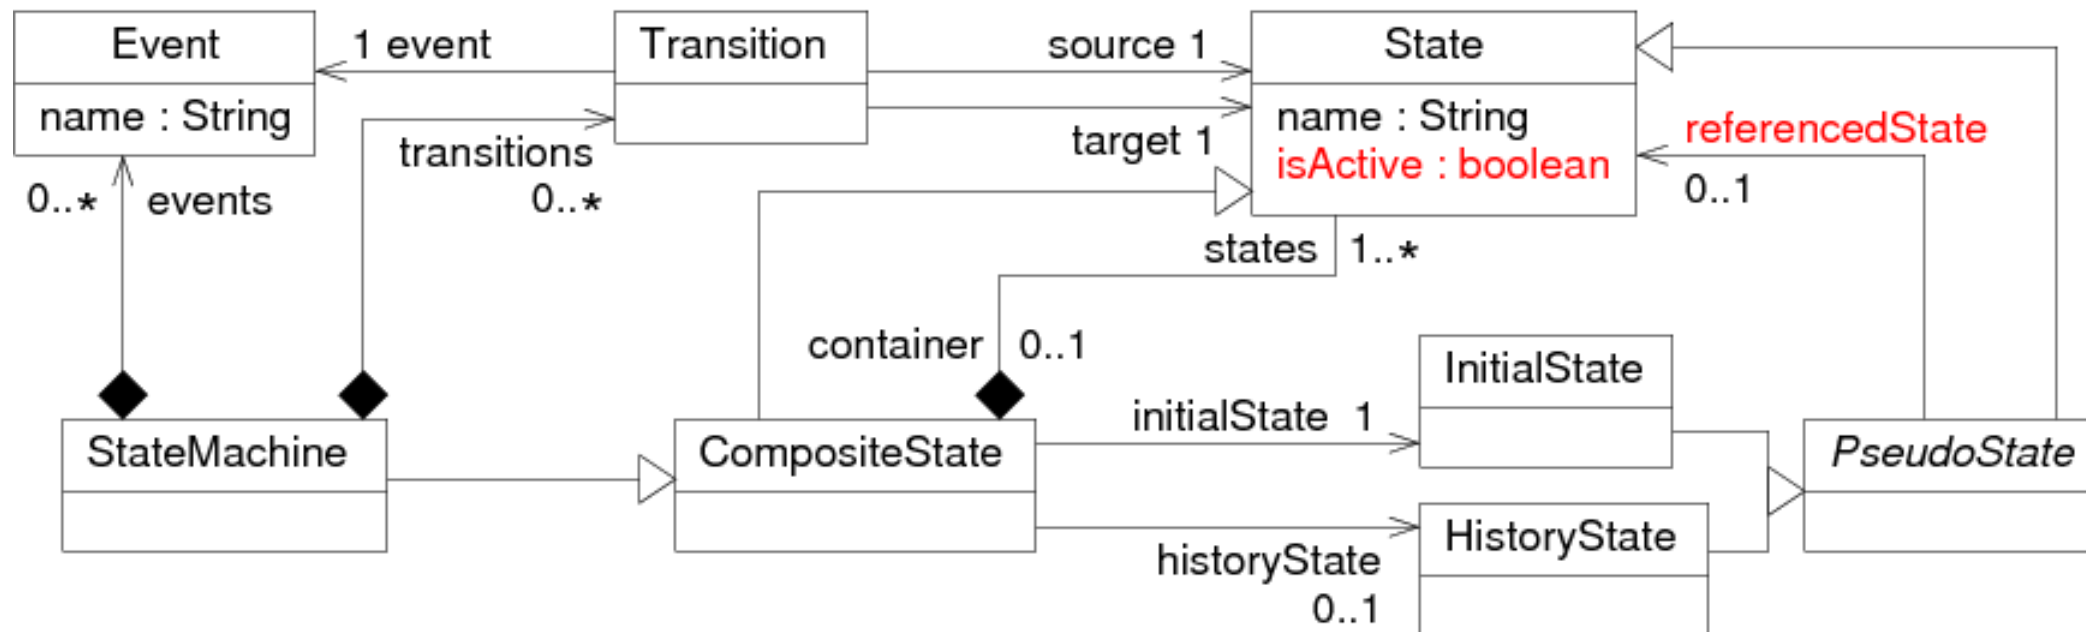 Event
1 event
Transition
source 1
State
name : String
transitions
0..*
target 1
name : String
isActive : boolean
referencedState
0..1
0..*
events
states
1..*
container
0..1
InitialState
initialState 1
StateMachine
CompositeState
PseudoState
HistoryState
historyState
0..1